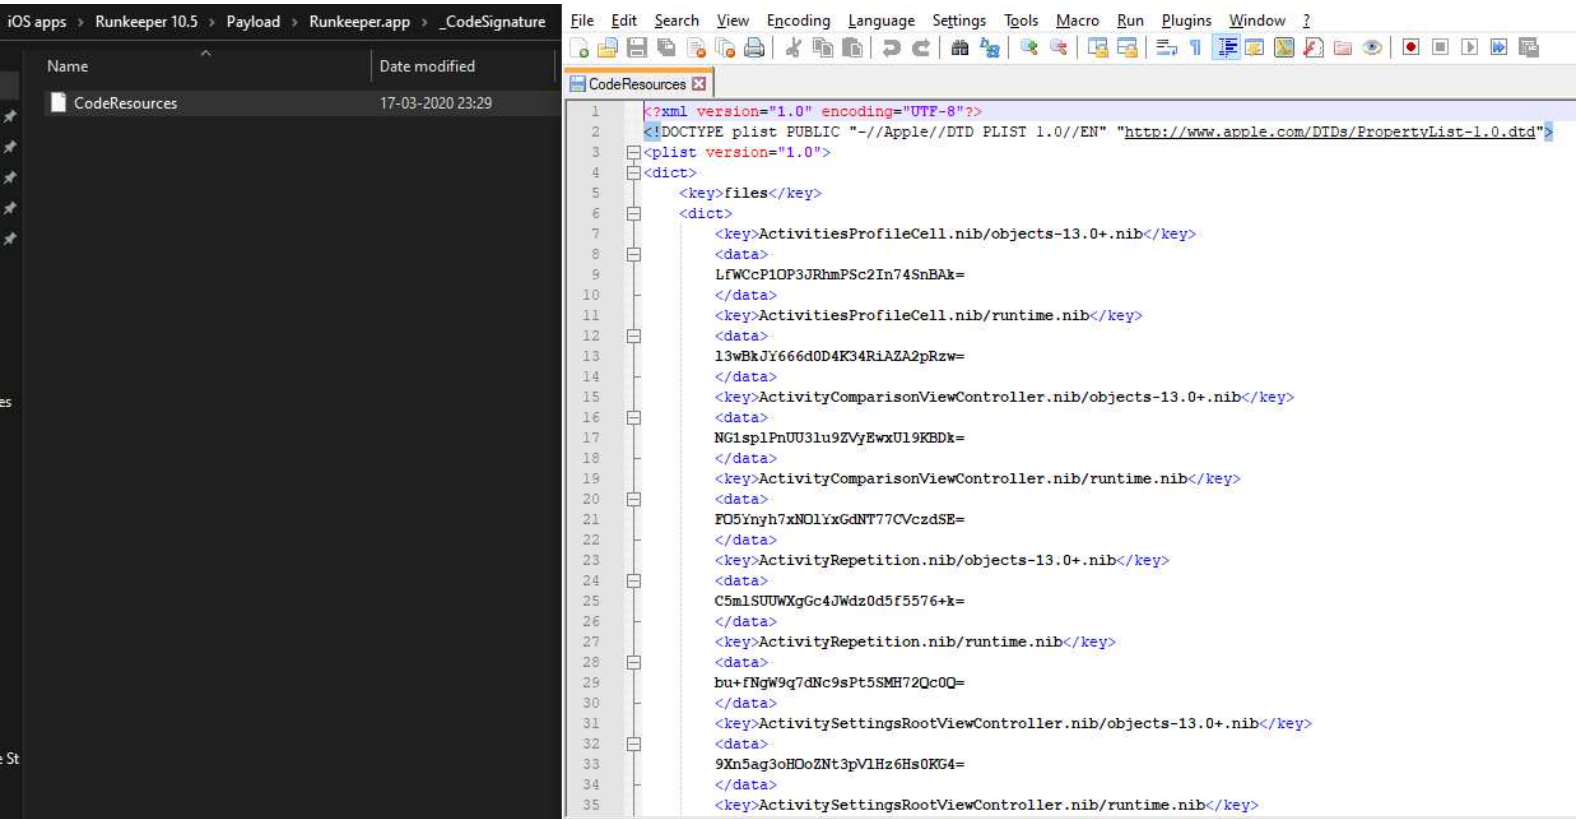 iOS apps > Runkeeper 10.5 > Payload > Runkeeper.app > _CodeSignature
Name Date modified
CodeResources 17-03-2020 23:29
es
e St
File Edit Search View Encoding Language Settings Tools Macro Run Plugins Window ?
CodeResources
1 <?xml version="1.0" encoding="UTF-8"?>
2 <!DOCTYPE plist PUBLIC "-//Apple//DTD PLIST 1.0//EN" "http://www.apple.com/DTDs/PropertyList-1.0.dtd">
3 <plist version="1.0">
4 <dict>
5 <key>files</key>
6 <dict>
7 <key>ActivitiesProfileCell.nib/objects-13.0+.nib</key>
8 <data>
9 LfWCcP1OP3JRhmPSc2In74SnBAk=
10 </data>
11 <key>ActivitiesProfileCell.nib/runtime.nib</key>
12 <data>
13 l3wBkJY666d0D4K34RiAZA2pRzw=
14 </data>
15 <key>ActivityComparisonViewController.nib/objects-13.0+.nib</key>
16 <data>
17 NG1splPnUU3lu9ZVyEwxUl9KBDk=
18 </data>
19 <key>ActivityComparisonViewController.nib/runtime.nib</key>
20 <data>
21 FO5Ynyh7xNOlYxGdNT77CVczdSE=
22 </data>
23 <key>ActivityRepetition.nib/objects-13.0+.nib</key>
24 <data>
25 C5mlSUUWXgGc4JWdz0d5f5576+k=
26 </data>
27 <key>ActivityRepetition.nib/runtime.nib</key>
28 <data>
29 bu+fNgW9q7dNc9sPt5SMH72Qc0Q=
30 </data>
31 <key>ActivitySettingsRootViewController.nib/objects-13.0+.nib</key>
32 <data>
33 9Xn5ag3oHOoZNt3pVlHz6Hs0KG4=
34 </data>
35 <key>ActivitySettingsRootViewController.nib/runtime.nib</key>